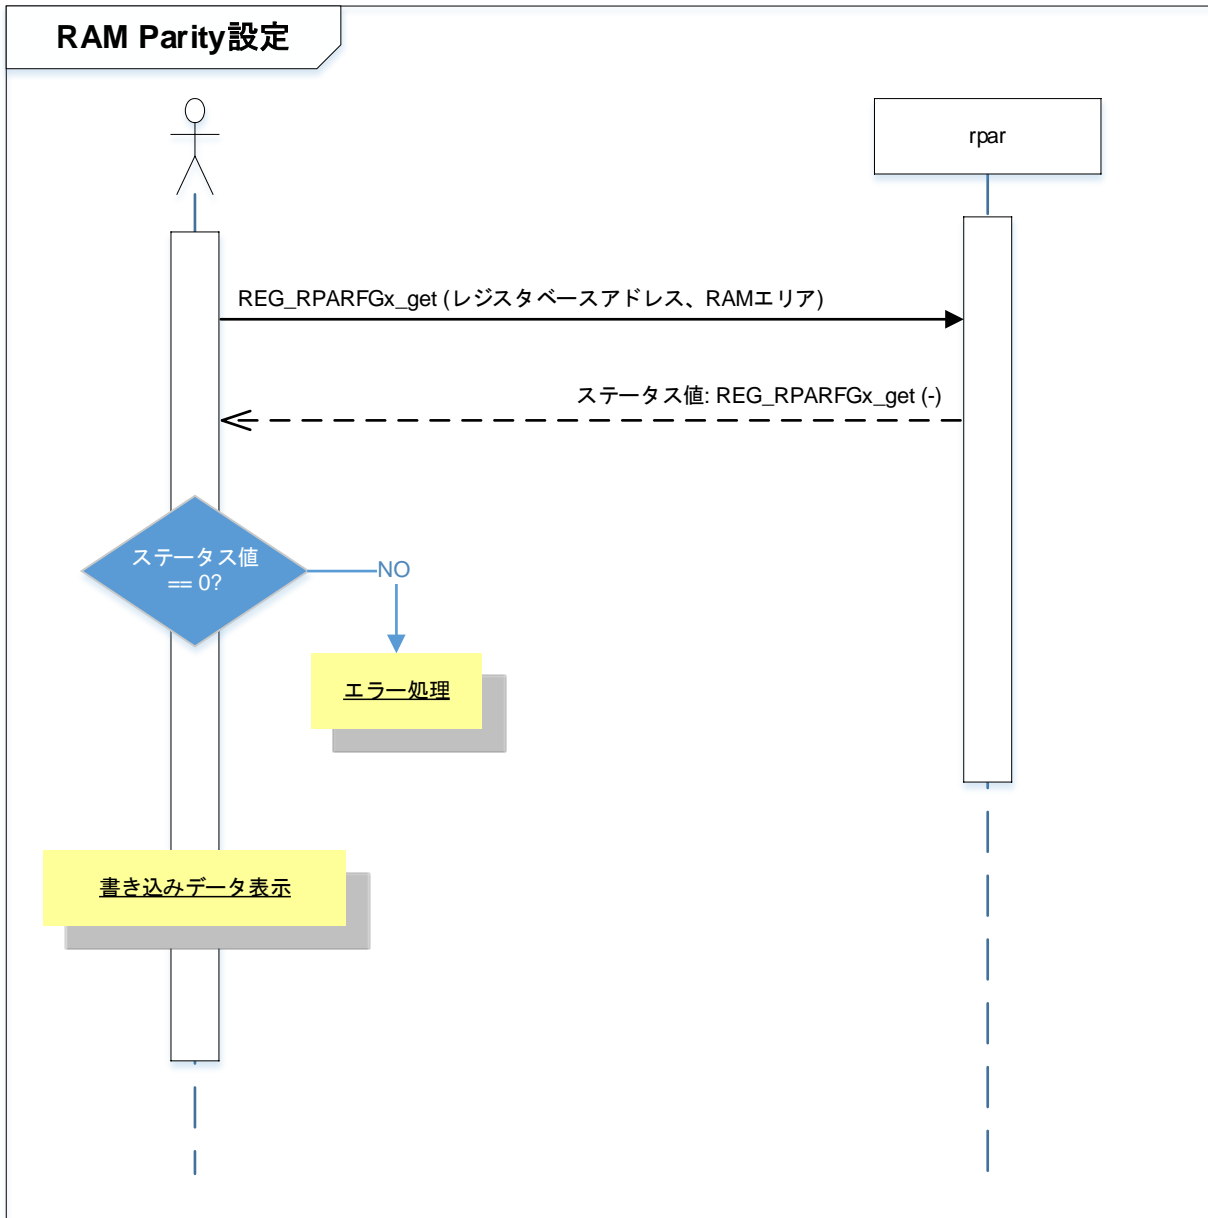 RAM Parity設定
rpar
REG_RPARFGx_get (レジスタベースアドレス、RAMエリア)
ステータス値: REG_RPARFGx_get (-)
ステータス値
== 0?
NO
エラー処理
書き込みデータ表示